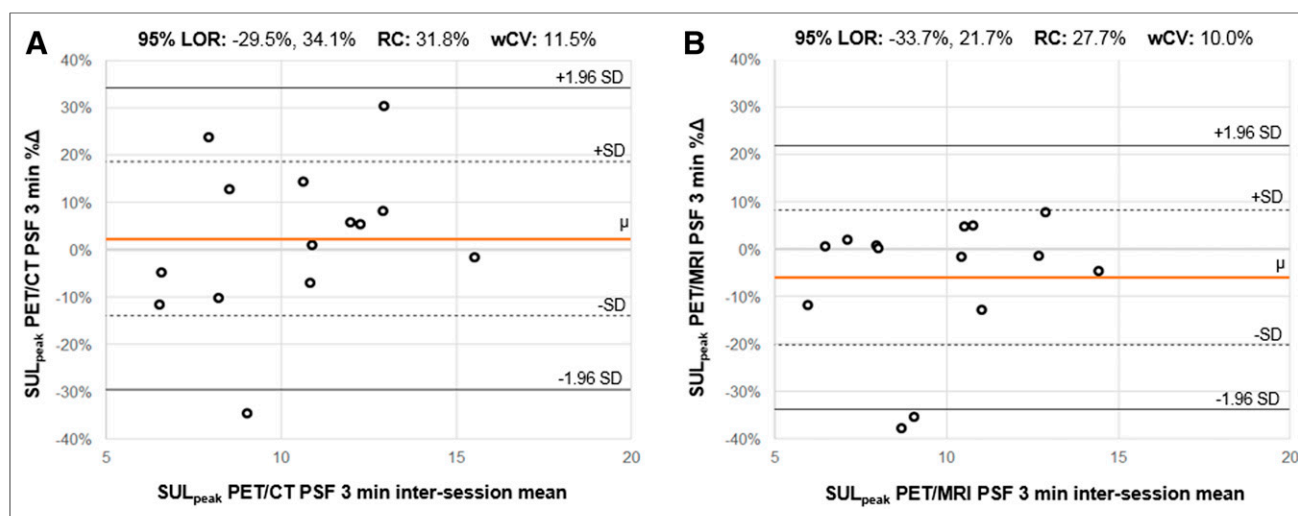 A
95% LOR: -29.5%, 34.1% RC: 31.8% wCV: 11.5%
40%
30%
20%
10%
0%
-10%
-20%
-30%
-40%
SULpeak PET/CT PSF 3 min %Δ
+1.96 SD
+SD
μ
-SD
-1.96 SD
5 10 15 20
SULpeak PET/CT PSF 3 min inter-session mean
B
95% LOR: -33.7%, 21.7% RC: 27.7% wCV: 10.0%
40%
30%
20%
10%
0%
-10%
-20%
-30%
-40%
SULpeak PET/MRI PSF 3 min %Δ
+1.96 SD
+SD
μ
-SD
-1.96 SD
5 10 15 20
SULpeak PET/MRI PSF 3 min inter-session mean